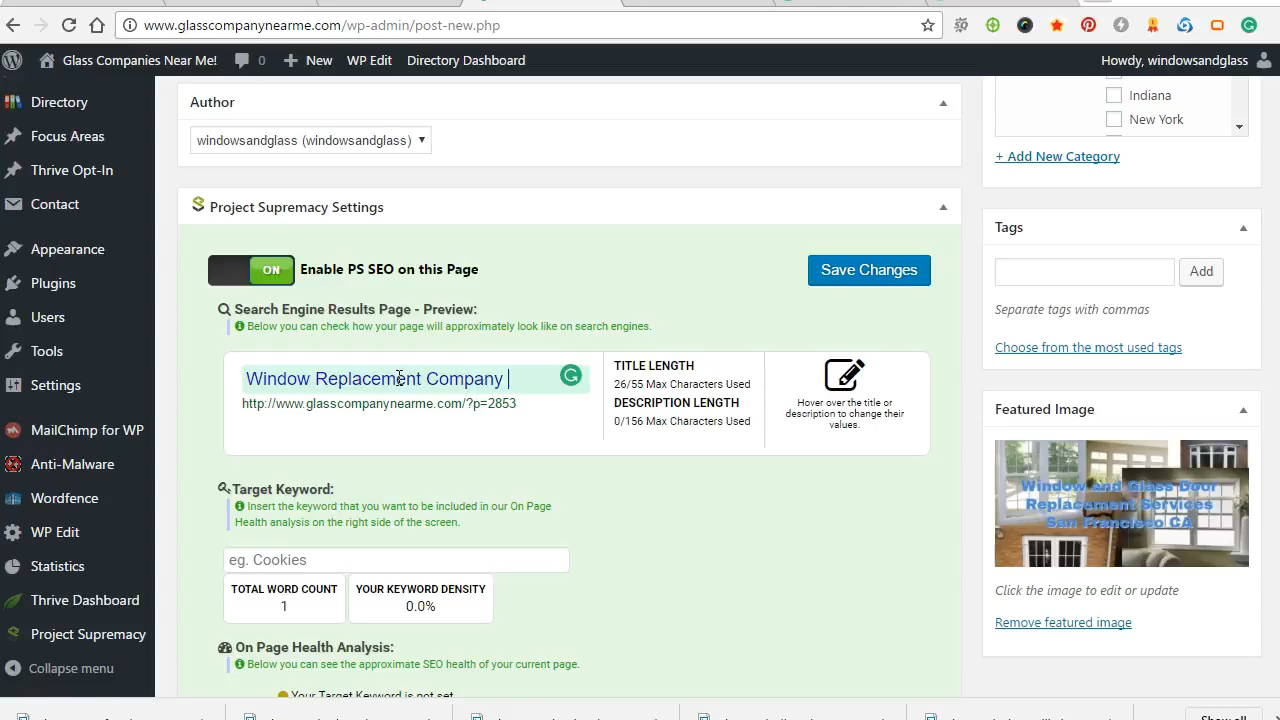 www.glasscompanynearme.com/wp-admin/post-new.php
Glass Companies Near Me!
0
New
WP Edit
Directory Dashboard
Howdy, windowsandglass
Directory
Focus Areas
Thrive Opt-In
Contact
Appearance
Plugins
Users
Tools
Settings
MailChimp for WP
Anti-Malware
Wordfence
WP Edit
Statistics
Thrive Dashboard
Project Supremacy
Collapse menu
Author
windowsandglass (windowsandglass)
Project Supremacy Settings
ON
Enable PS SEO on this Page
Save Changes
Search Engine Results Page - Preview:
Below you can check how your page will approximately look like on search engines.
Window Replacement Company
http://www.glasscompanynearme.com/?p=2853
TITLE LENGTH
26/55 Max Characters Used
DESCRIPTION LENGTH
0/156 Max Characters Used
Hover over the title or
description to change their
values.
Target Keyword:
Insert the keyword that you want to be included in our On Page
Health analysis on the right side of the screen.
eg. Cookies
TOTAL WORD COUNT
1
YOUR KEYWORD DENSITY
0.0%
On Page Health Analysis:
Below you can see the approximate SEO health of your current page.
Your Target Keyword is not set
Indiana
New York
+ Add New Category
Tags
Add
Separate tags with commas
Choose from the most used tags
Featured Image
Window and Glass Door
Replacement Services
San Francisco CA
Click the image to edit or update
Remove featured image
Show all